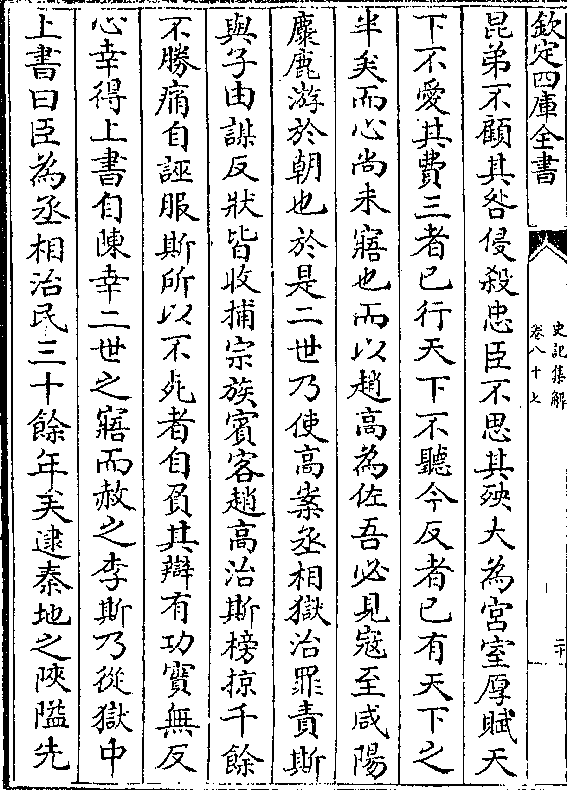 欽定四庫全書
史記集解
卷八十七
二十
昆弟不顧其咎侵殺忠臣不思其殃大為宮室厚賦天
下不愛其費三者已行天下不聽今反者已有天下之
半矣而心尚未寤也而以趙高為佐吾必見寇至咸陽
麋鹿游於朝也於是二世乃使高案丞相獄治罪責斯
與子由謀反狀皆收捕宗族賓客趙高治斯榜掠千餘
不勝痛自誣服斯所以不死者自負其辯有功實無反
心幸得上書自陳幸二世之寤而赦之李斯乃從獄中
上書曰臣為丞相治民三十餘年矣逮秦地之陜隘先